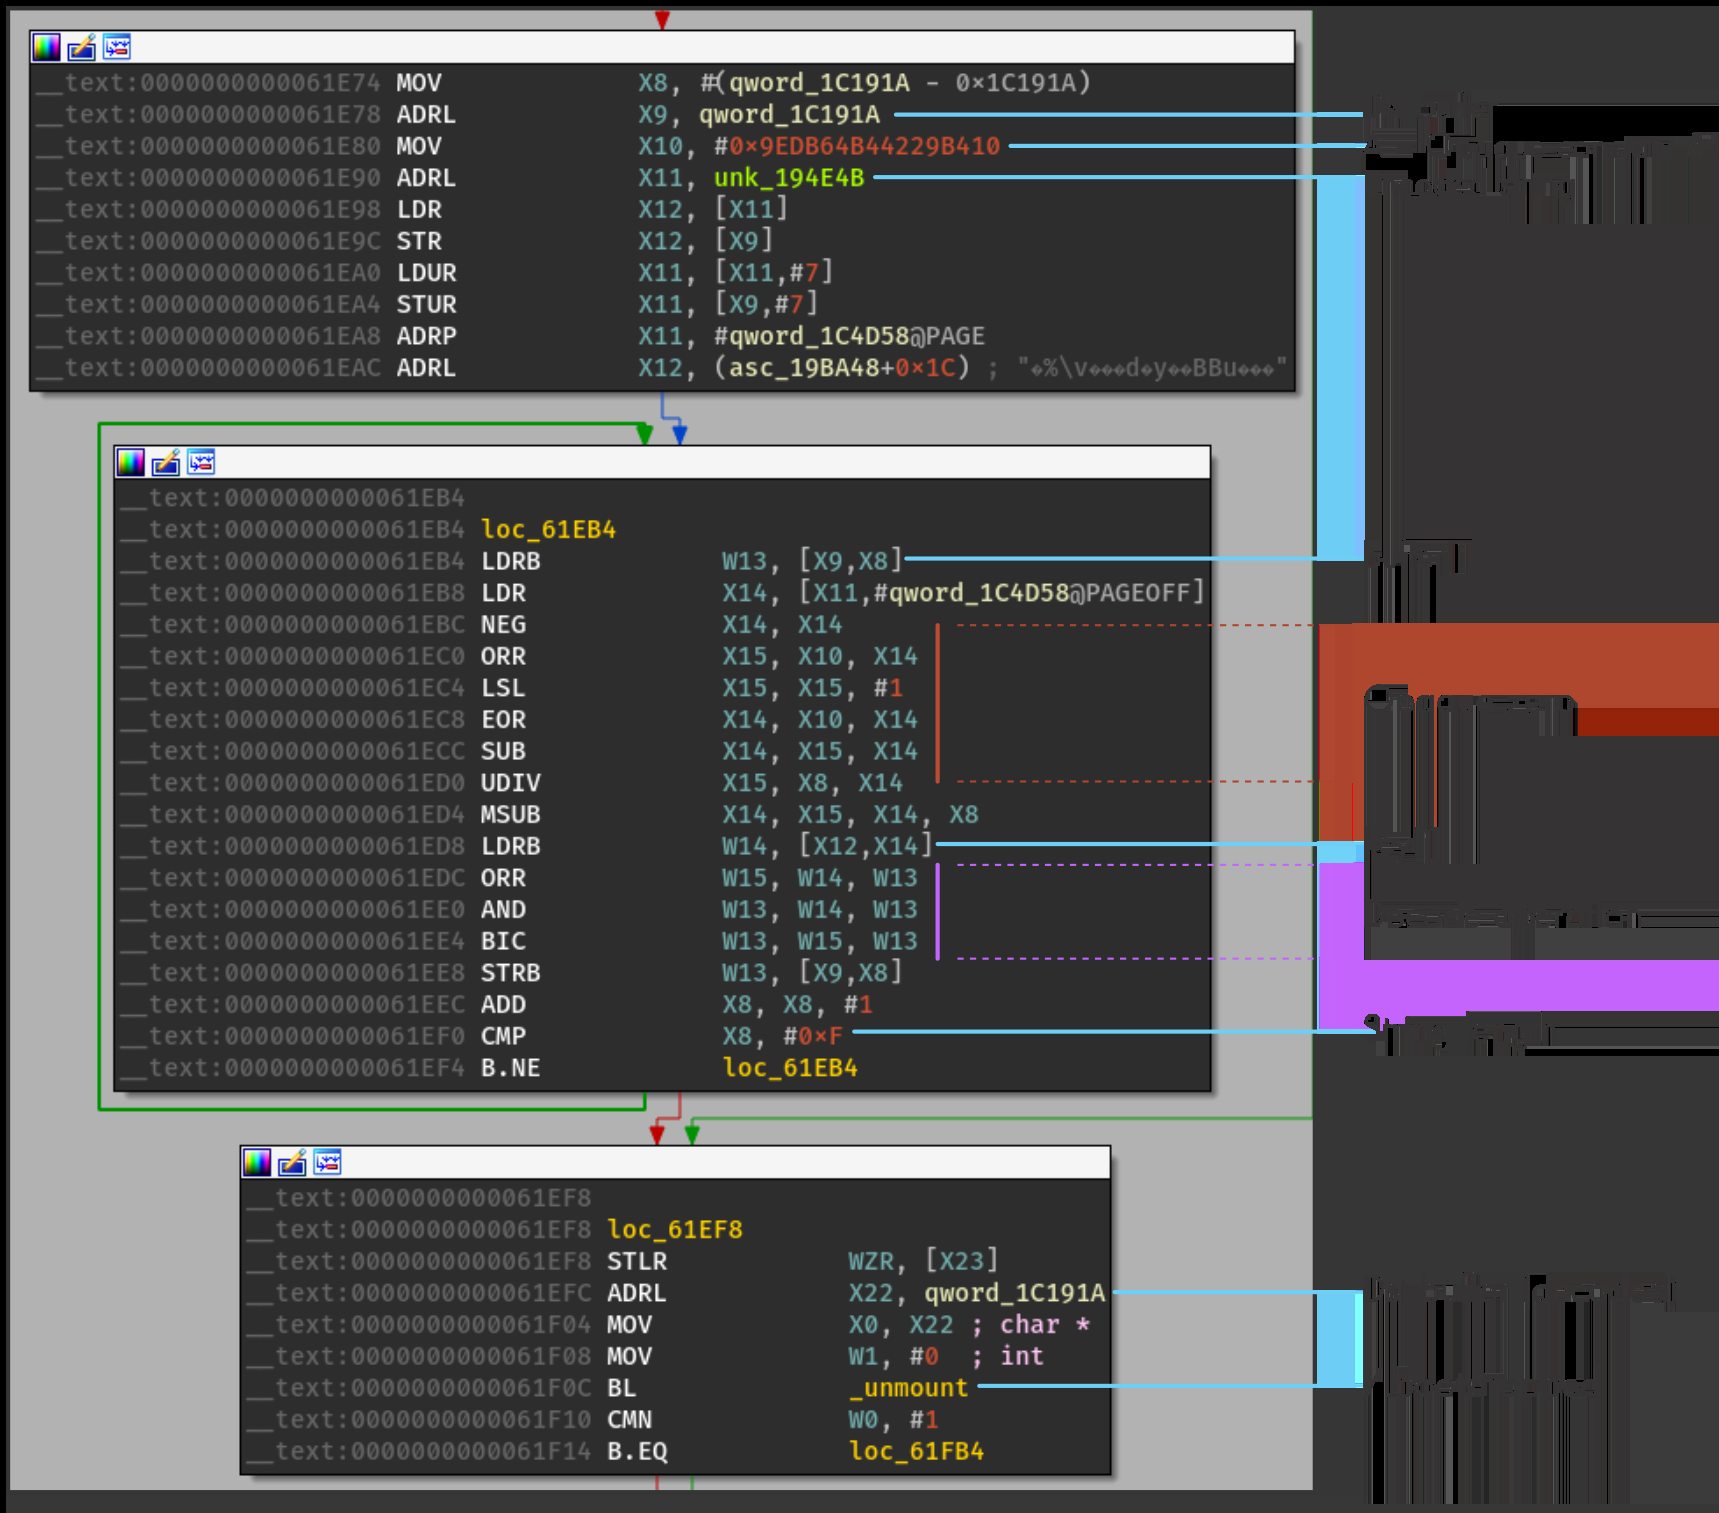 __text:0000000000061E74 MOV X8, #(qword_1C191A - 0×1C191A)
__text:0000000000061E78 ADRL X9, qword_1C191A
__text:0000000000061E80 MOV X10, #0×9EDB64B44229B410
__text:0000000000061E90 ADRL X11, unk_194E4B
__text:0000000000061E98 LDR X12, [X11]
__text:0000000000061E9C STR X12, [X9]
__text:0000000000061EA0 LDUR X11, [X11,#7]
__text:0000000000061EA4 STUR X11, [X9,#7]
__text:0000000000061EA8 ADRP X11, #qword_1C4D58@PAGE
__text:0000000000061EAC ADRL X12, (asc_19BA48+0×1C) ; "�%\v���d�y��BBu���"
__text:0000000000061EB4
__text:0000000000061EB4 loc_61EB4
__text:0000000000061EB4 LDRB W13, [X9,X8]
__text:0000000000061EB8 LDR X14, [X11,#qword_1C4D58@PAGEOFF]
__text:0000000000061EBC NEG X14, X14
__text:0000000000061EC0 ORR X15, X10, X14
__text:0000000000061EC4 LSL X15, X15, #1
__text:0000000000061EC8 EOR X14, X10, X14
__text:0000000000061ECC SUB X14, X15, X14
__text:0000000000061ED0 UDIV X15, X8, X14
__text:0000000000061ED4 MSUB X14, X15, X14, X8
__text:0000000000061ED8 LDRB W14, [X12,X14]
__text:0000000000061EDC ORR W15, W14, W13
__text:0000000000061EE0 AND W13, W14, W13
__text:0000000000061EE4 BIC W13, W15, W13
__text:0000000000061EE8 STRB W13, [X9,X8]
__text:0000000000061EEC ADD X8, X8, #1
__text:0000000000061EF0 CMP X8, #0×F
__text:0000000000061EF4 B.NE loc_61EB4
__text:0000000000061EF8
__text:0000000000061EF8 loc_61EF8
__text:0000000000061EF8 STLR WZR, [X23]
__text:0000000000061EFC ADRL X22, qword_1C191A
__text:0000000000061F04 MOV X0, X22 ; char *
__text:0000000000061F08 MOV W1, #0 ; int
__text:0000000000061F0C BL _unmount
__text:0000000000061F10 CMN W0, #1
__text:0000000000061F14 B.EQ loc_61FB4